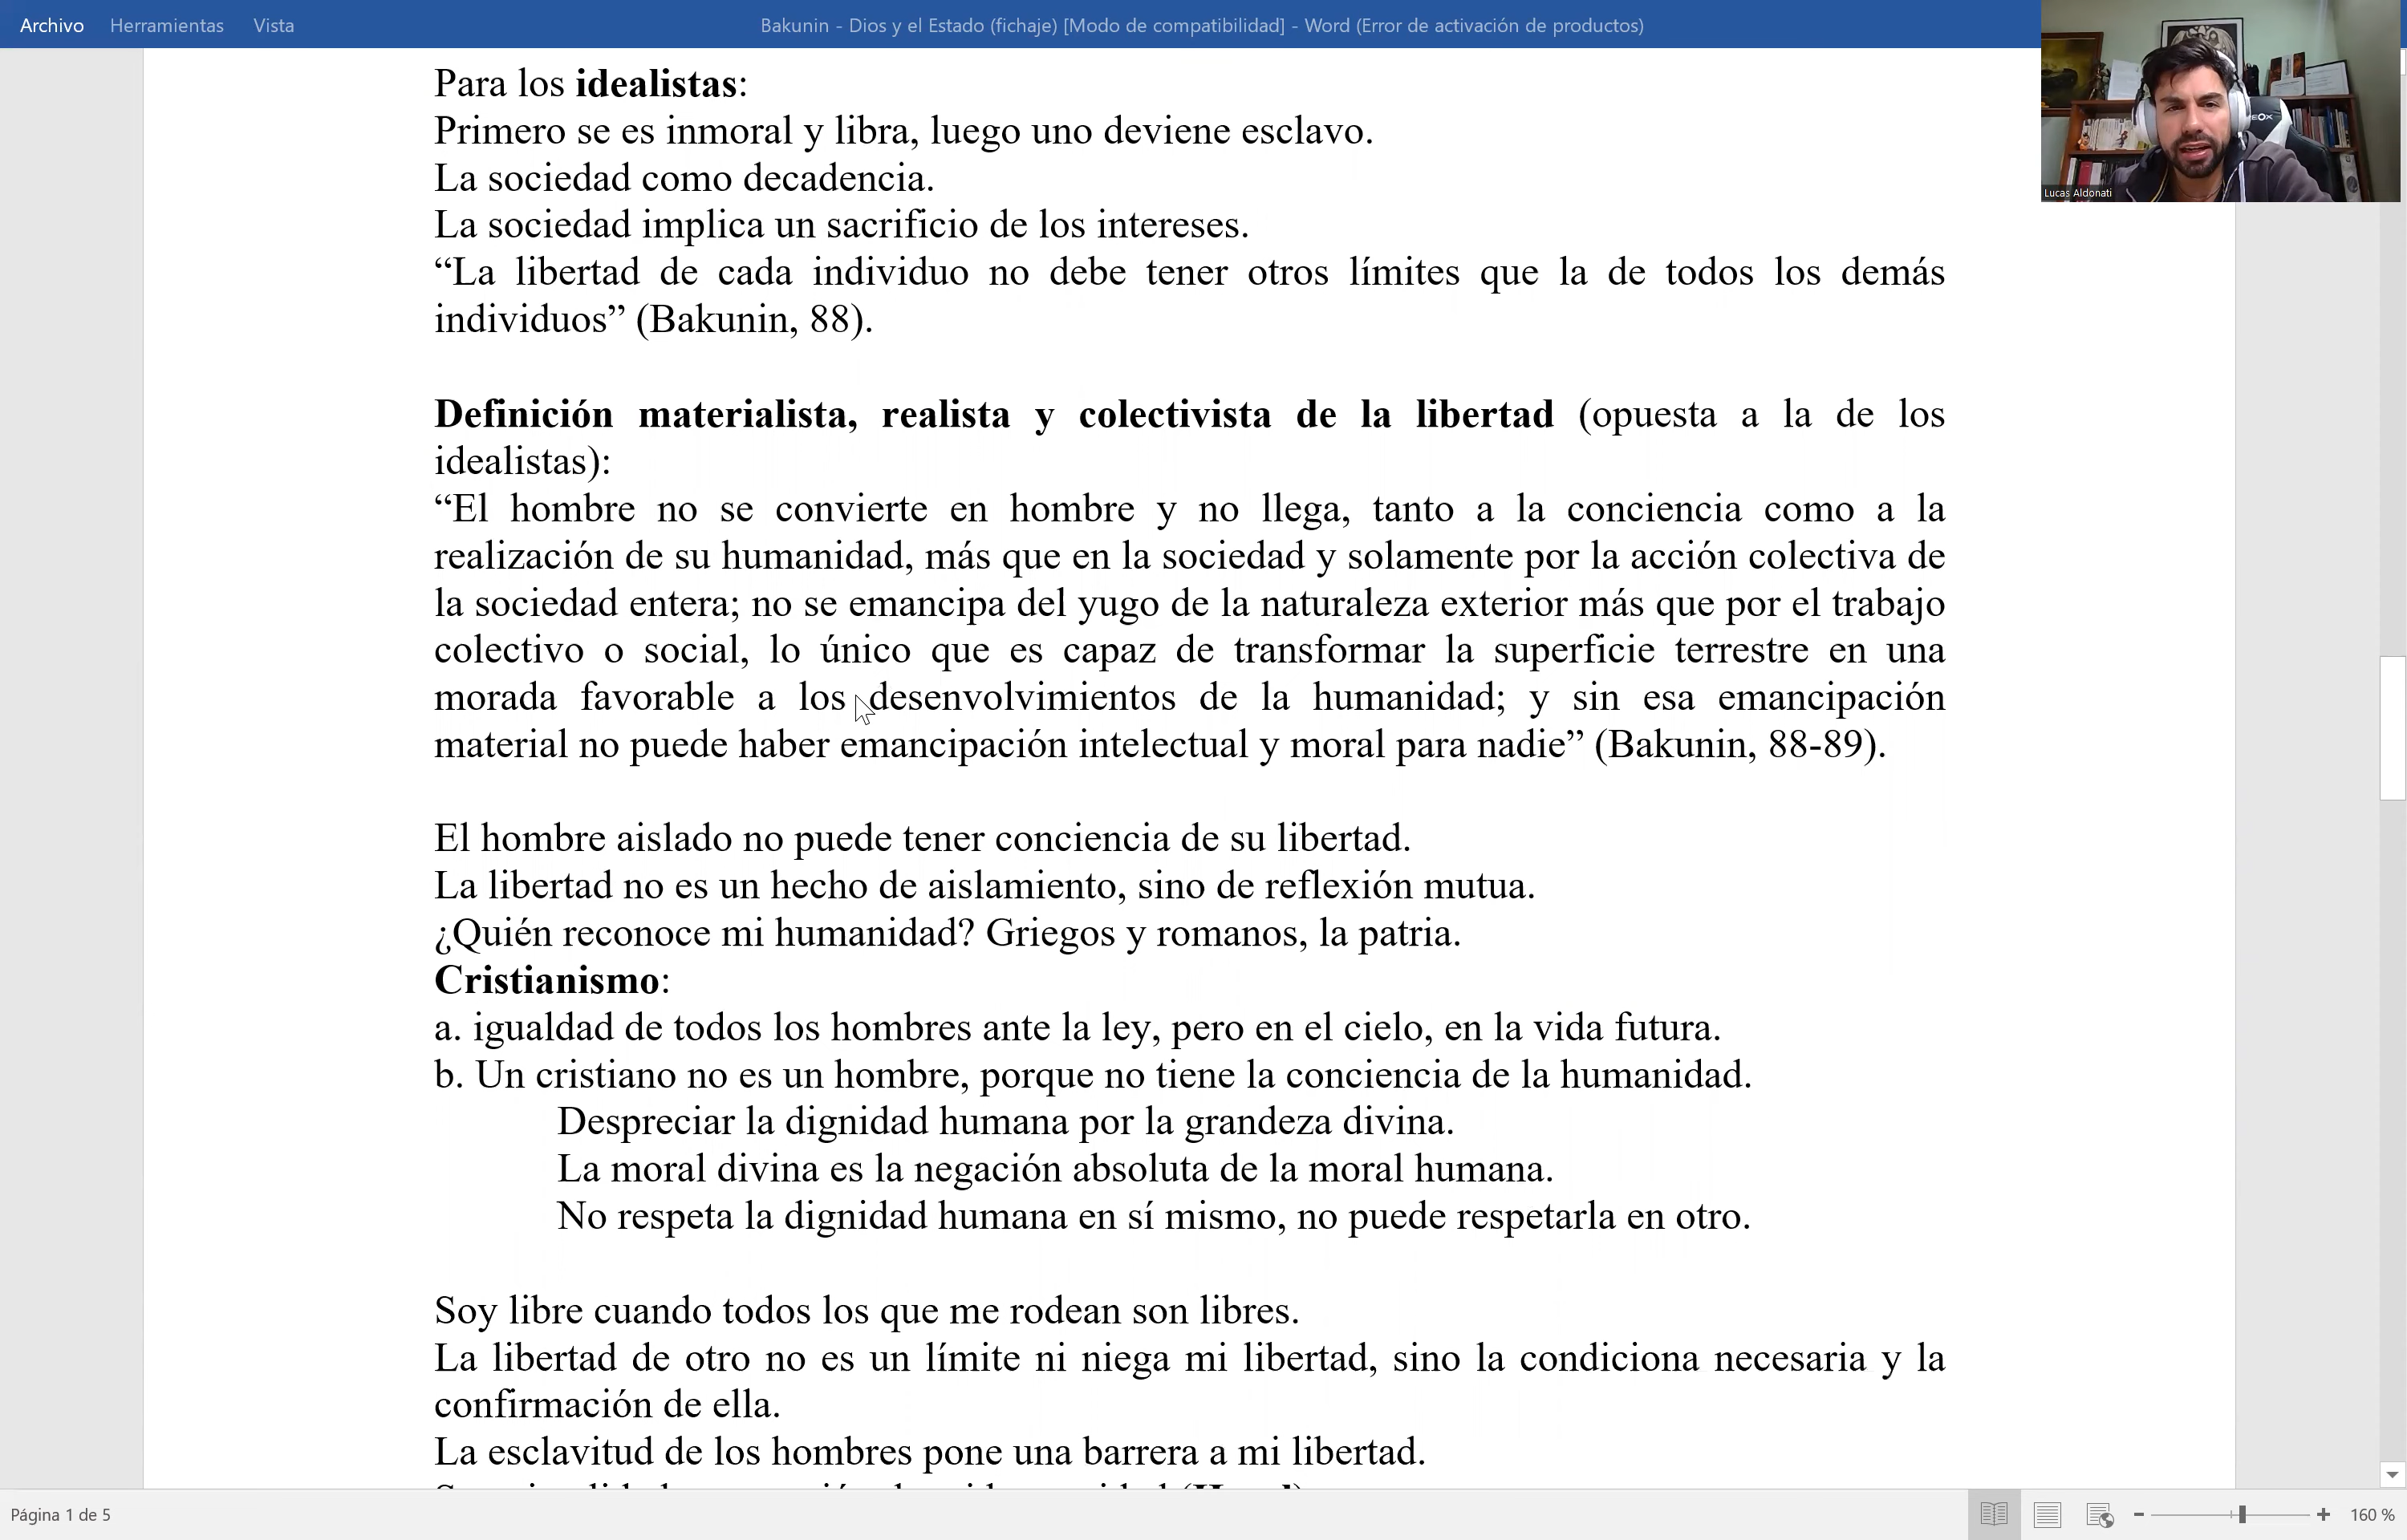 Archivo Herramientas Vista Bakunin - Dios y el Estado (fichaje) [Modo de compatibilidad] - Word (Error de activación de productos)
Lucas Aldonati
Para los idealistas:
Primero se es inmoral y libra, luego uno deviene esclavo.
La sociedad como decadencia.
La sociedad implica un sacrificio de los intereses.
“La libertad de cada individuo no debe tener otros límites que la de todos los demás
individuos” (Bakunin, 88).
Definición materialista, realista y colectivista de la libertad (opuesta a la de los
idealistas):
“El hombre no se convierte en hombre y no llega, tanto a la conciencia como a la
realización de su humanidad, más que en la sociedad y solamente por la acción colectiva de
la sociedad entera; no se emancipa del yugo de la naturaleza exterior más que por el trabajo
colectivo o social, lo único que es capaz de transformar la superficie terrestre en una
morada favorable a los desenvolvimientos de la humanidad; y sin esa emancipación
material no puede haber emancipación intelectual y moral para nadie” (Bakunin, 88-89).
El hombre aislado no puede tener conciencia de su libertad.
La libertad no es un hecho de aislamiento, sino de reflexión mutua.
¿Quién reconoce mi humanidad? Griegos y romanos, la patria.
Cristianismo:
a. igualdad de todos los hombres ante la ley, pero en el cielo, en la vida futura.
b. Un cristiano no es un hombre, porque no tiene la conciencia de la humanidad.
Despreciar la dignidad humana por la grandeza divina.
La moral divina es la negación absoluta de la moral humana.
No respeta la dignidad humana en sí mismo, no puede respetarla en otro.
Soy libre cuando todos los que me rodean son libres.
La libertad de otro no es un límite ni niega mi libertad, sino la condiciona necesaria y la
confirmación de ella.
La esclavitud de los hombres pone una barrera a mi libertad.
Página 1 de 5 160 %